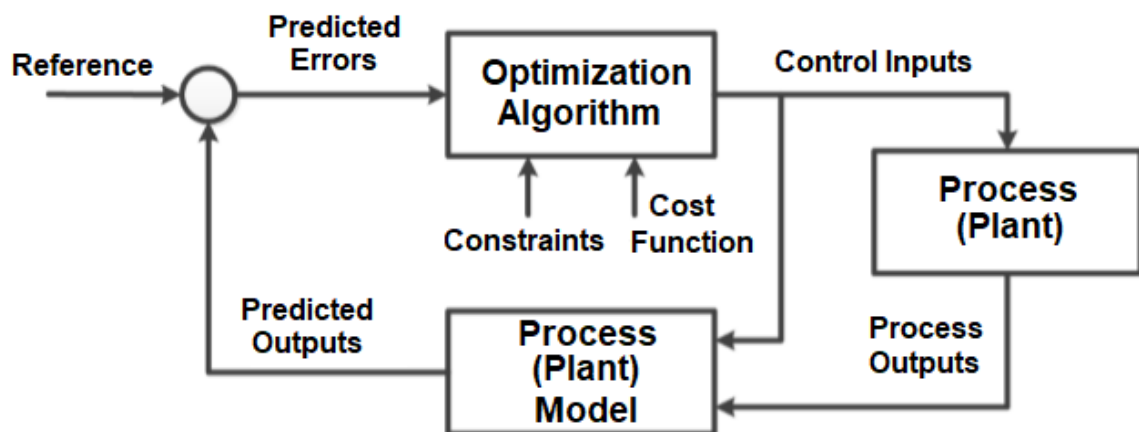 Predicted
Errors
Reference
Optimization
Algorithm
Control Inputs
Constraints
Cost
Function
Process
(Plant)
Predicted
Outputs
Process
(Plant)
Model
Process
Outputs